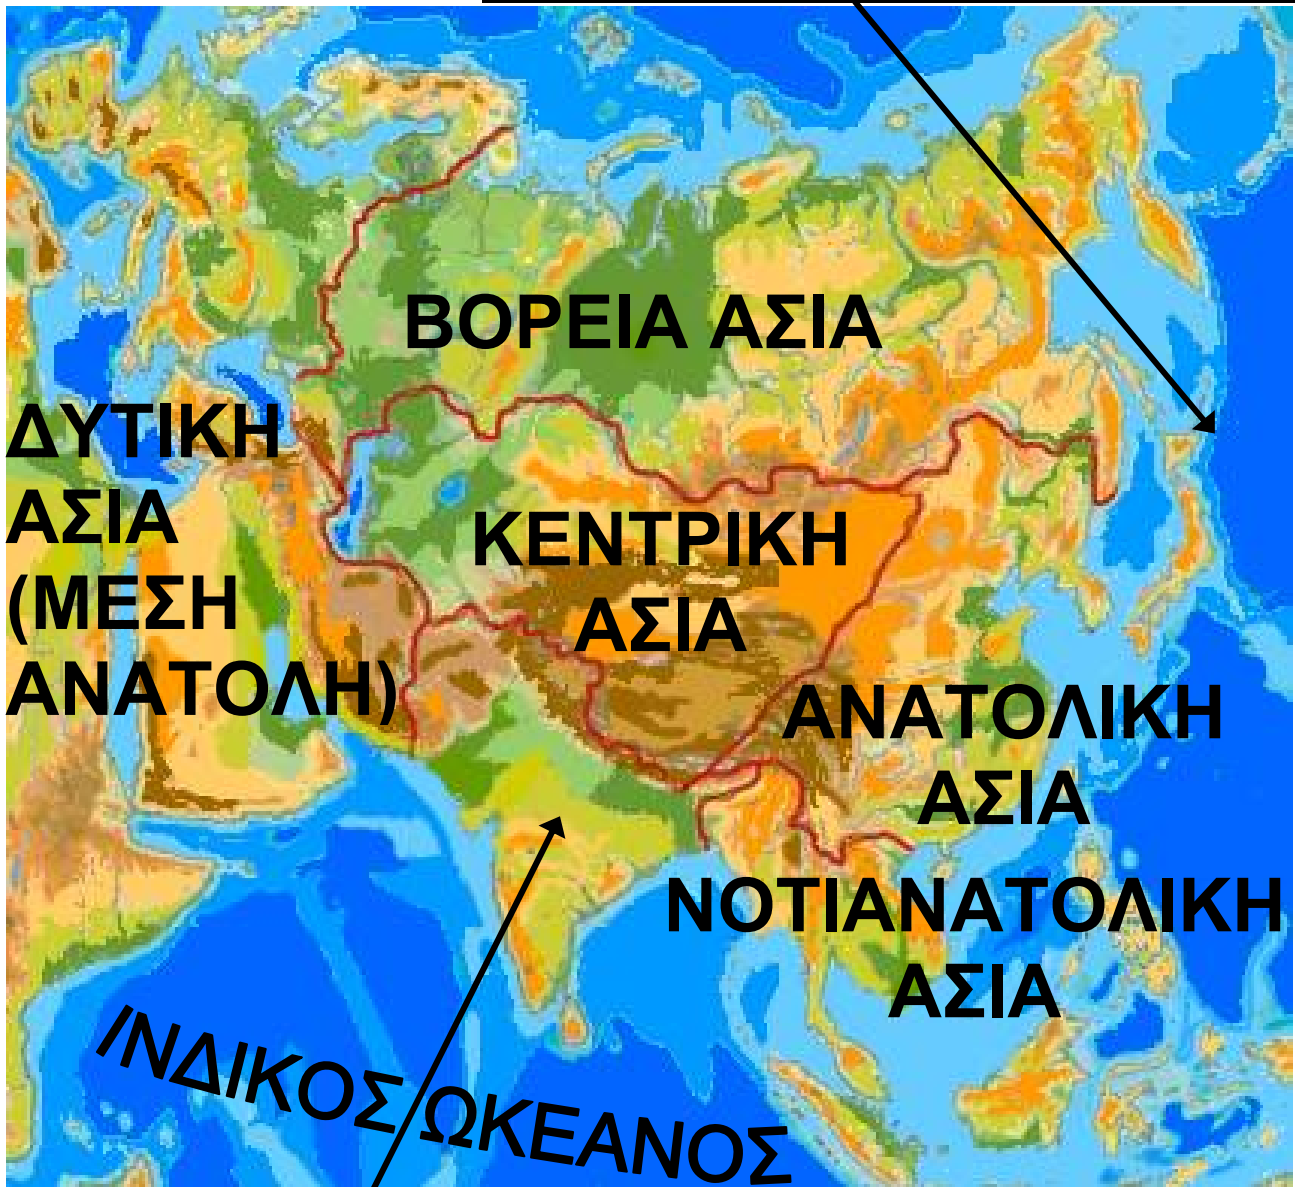 ΒΟΡΕΙΑ ΑΣΙΑ
ΔΥΤΙΚΗ
ΑΣΙΑ
(ΜΕΣΗ
ΑΝΑΤΟΛΗ)
ΚΕΝΤΡΙΚΗ
ΑΣΙΑ
ΑΝΑΤΟΛΙΚΗ
ΑΣΙΑ
ΝΟΤΙΑΝΑΤΟΛΙΚΗ
ΑΣΙΑ
ΙΝΔΙΚΟΣ ΩΚΕΑΝΟΣ